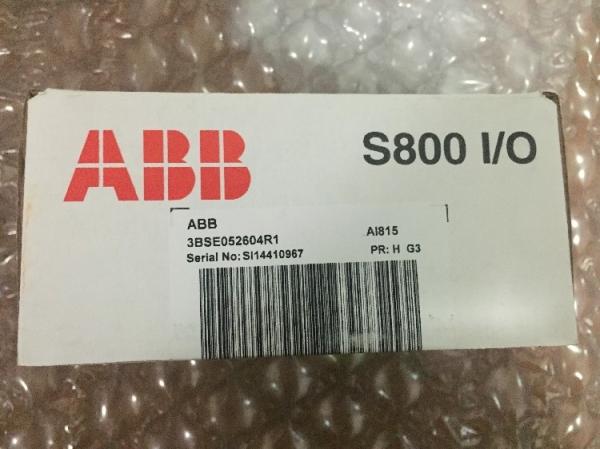 ABB
S800 I/O
ABB
3BSE052604R1 AI815
Serial No: SI14410967 PR: H G3